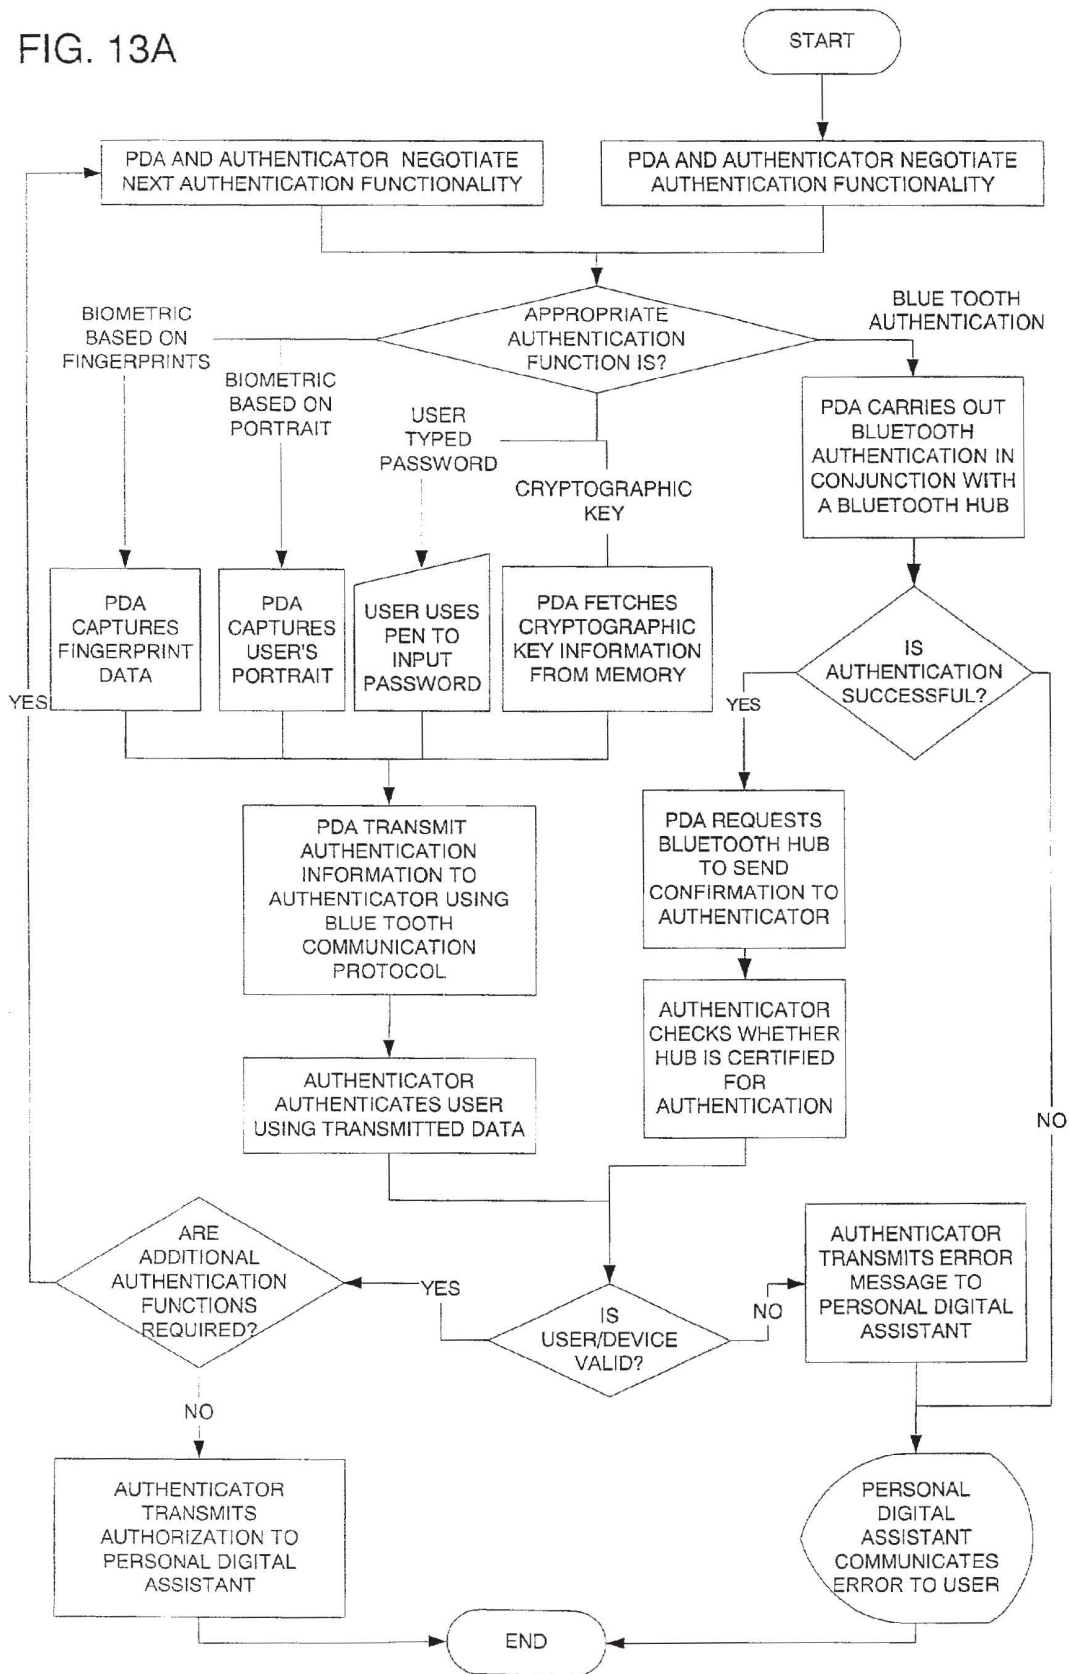 FIG. 13A
START
PDA AND AUTHENTICATOR NEGOTIATE
NEXT AUTHENTICATION FUNCTIONALITY
PDA AND AUTHENTICATOR NEGOTIATE
AUTHENTICATION FUNCTIONALITY
APPROPRIATE
AUTHENTICATION
FUNCTION IS?
BIOMETRIC
BASED ON
FINGERPRINTS
BIOMETRIC
BASED ON
PORTRAIT
USER
TYPED
PASSWORD
CRYPTOGRAPHIC
KEY
BLUE TOOTH
AUTHENTICATION
PDA CARRIES OUT
BLUETOOTH
AUTHENTICATION IN
CONJUNCTION WITH
A BLUETOOTH HUB
PDA
CAPTURES
FINGERPRINT
DATA
PDA
CAPTURES
USER'S
PORTRAIT
USER USES
PEN TO
INPUT
PASSWORD
PDA FETCHES
CRYPTOGRAPHIC
KEY INFORMATION
FROM MEMORY
IS
AUTHENTICATION
SUCCESSFUL?
YES
YES
PDA TRANSMIT
AUTHENTICATION
INFORMATION TO
AUTHENTICATOR USING
BLUE TOOTH
COMMUNICATION
PROTOCOL
PDA REQUESTS
BLUETOOTH HUB
TO SEND
CONFIRMATION TO
AUTHENTICATOR
AUTHENTICATOR
CHECKS WHETHER
HUB IS CERTIFIED
FOR
AUTHENTICATION
AUTHENTICATOR
AUTHENTICATES USER
USING TRANSMITTED DATA
NO
ARE
ADDITIONAL
AUTHENTICATION
FUNCTIONS
REQUIRED?
YES
IS
USER/DEVICE
VALID?
NO
AUTHENTICATOR
TRANSMITS ERROR
MESSAGE TO
PERSONAL DIGITAL
ASSISTANT
NO
AUTHENTICATOR
TRANSMITS
AUTHORIZATION TO
PERSONAL DIGITAL
ASSISTANT
PERSONAL
DIGITAL
ASSISTANT
COMMUNICATES
ERROR TO USER
END